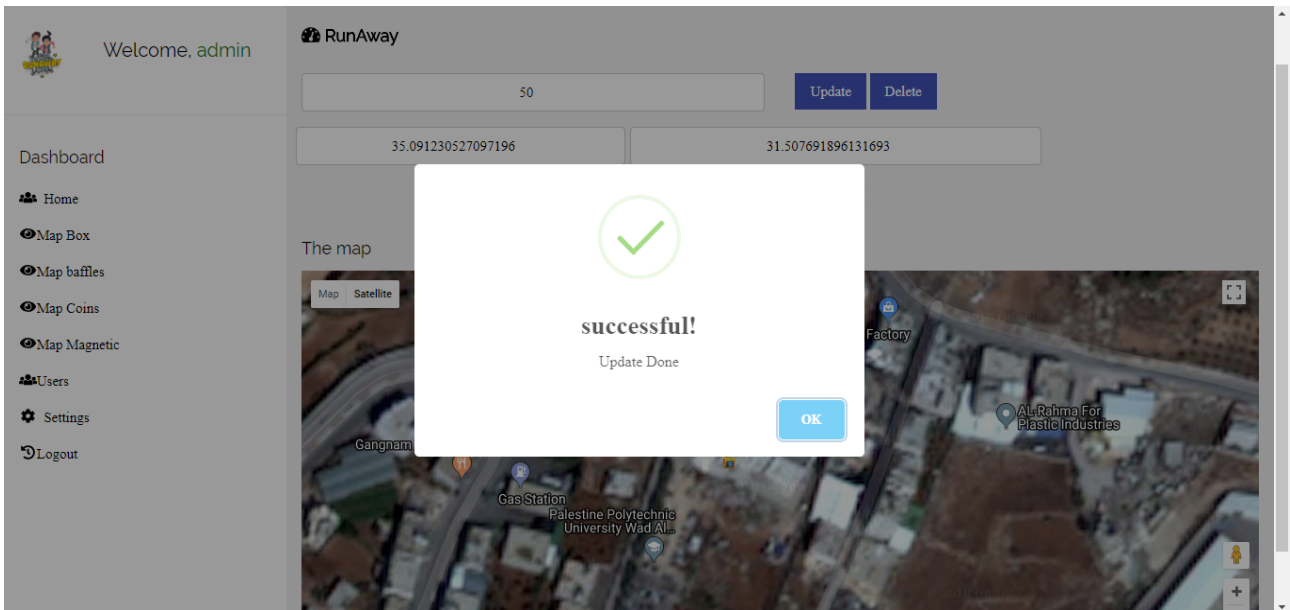 Welcome, admin
RunAway
50
Update
Delete
35.091230527097196
31.507691896131693
Dashboard
Home
Map Box
Map baffles
Map Coins
Map Magnetic
Users
Settings
Logout
The map
Map
Satellite
successful!
Update Done
OK
Factory
AL-Rahma For
Plastic Industries
Gangnam
Gas Station
Palestine Polytechnic
University Wad Al...